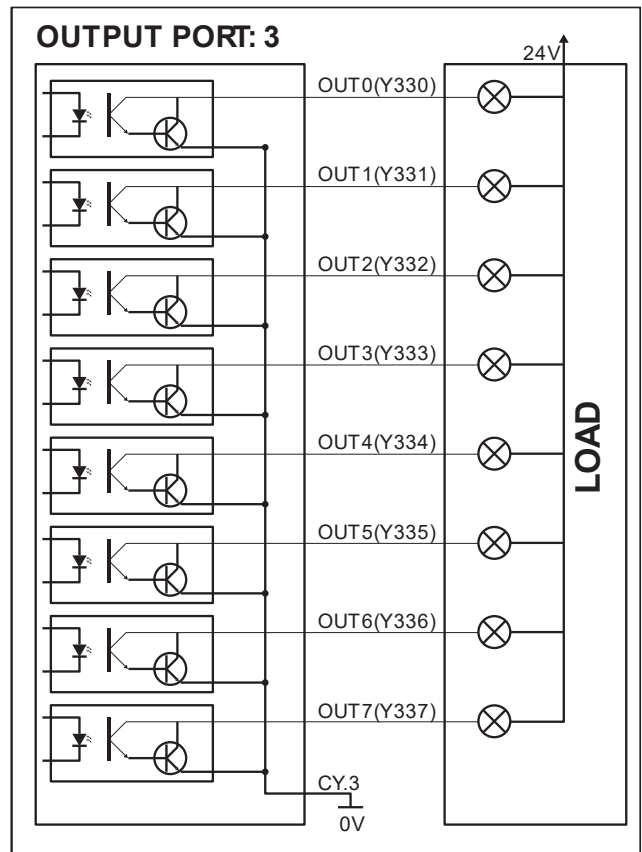 OUTPUT PORT: 3
24V
OUT0(Y330)
OUT1(Y331)
OUT2(Y332)
OUT3(Y333)
OUT4(Y334)
OUT5(Y335)
OUT6(Y336)
OUT7(Y337)
LOAD
CY.3
0V